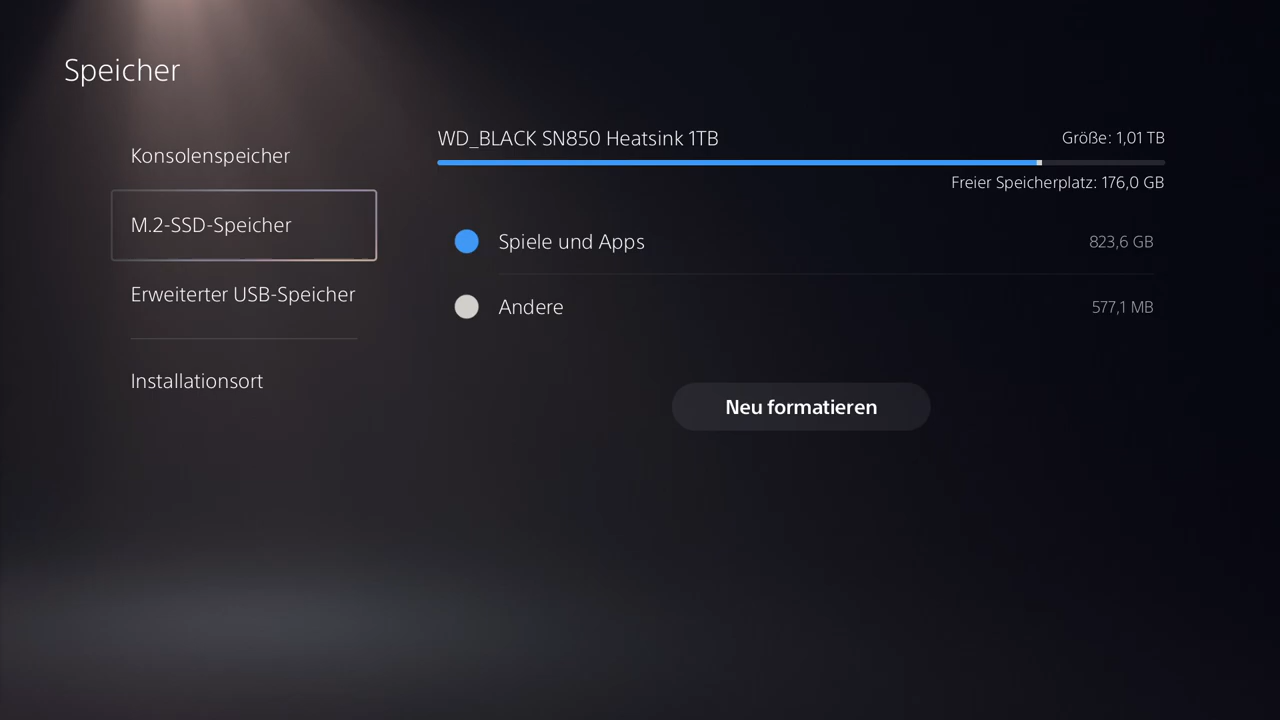 Speicher
Konsolenspeicher
M.2-SSD-Speicher
Erweiterter USB-Speicher
Installationsort
WD_BLACK SN850 Heatsink 1TB
Größe: 1,01 TB
Freier Speicherplatz: 176,0 GB
Spiele und Apps
823,6 GB
Andere
577,1 MB
Neu formatieren